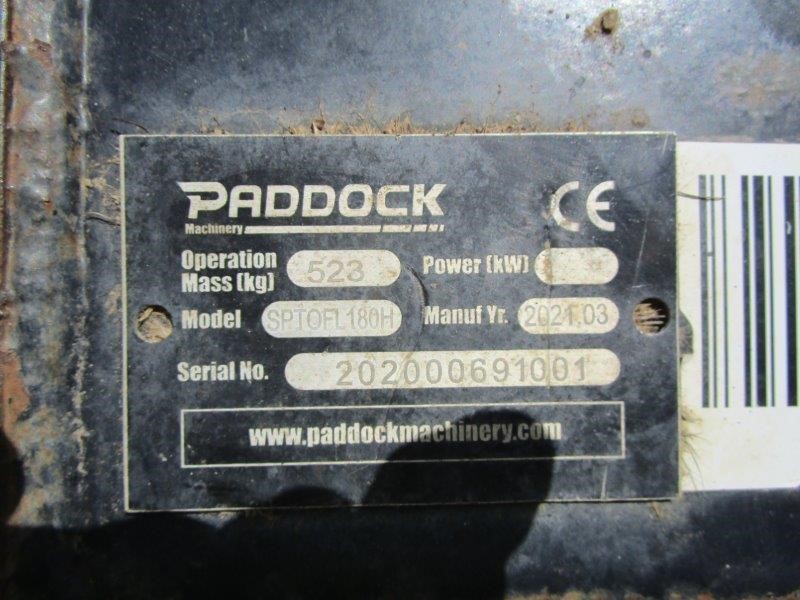 PADDOCK
Machinery
CE
Operation Mass (kg) 523 Power (kW)
Model SPTOFL180H Manuf Yr. 2021.03
Serial No. 202000691001
www.paddockmachinery.com